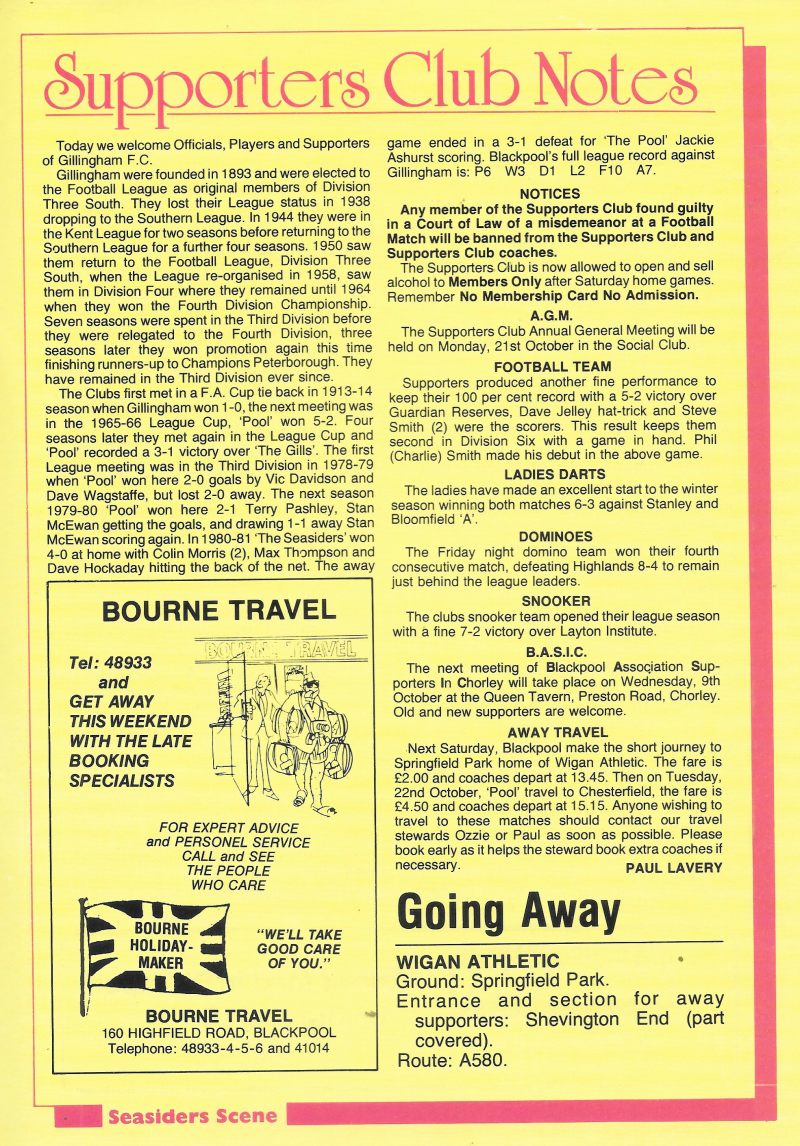 Supporters Club Notes
Today we welcome Officials, Players and Supporters
of Gillingham F.C.
Gillingham were founded in 1893 and were elected to
the Football League as original members of Division
Three South. They lost their League status in 1938
dropping to the Southern League. In 1944 they were in
the Kent League for two seasons before returning to the
Southern League for a further four seasons. 1950 saw
them return to the Football League, Division Three
South, when the League re-organised in 1958, saw
them in Division Four where they remained until 1964
when they won the Fourth Division Championship.
Seven seasons were spent in the Third Division before
they were relegated to the Fourth Division, three
seasons later they won promotion again this time
finishing runners-up to Champions Peterborough. They
have remained in the Third Division ever since.
The Clubs first met in a F.A. Cup tie back in 1913-14
season when Gillingham won 1-0, the next meeting was
in the 1965-66 League Cup, 'Pool' won 5-2. Four
seasons later they met again in the League Cup and
'Pool' recorded a 3-1 victory over 'The Gills'. The first
League meeting was in the Third Division in 1978-79
when 'Pool' won here 2-0 goals by Vic Davidson and
Dave Wagstaffe, but lost 2-0 away. The next season
1979-80 'Pool' won here 2-1 Terry Pashley, Stan
McEwan getting the goals, and drawing 1-1 away Stan
McEwan scoring again. In 1980-81 'The Seasiders' won
4-0 at home with Colin Morris (2), Max Thompson and
Dave Hockaday hitting the back of the net. The away
game ended in a 3-1 defeat for 'The Pool' Jackie
Ashurst scoring. Blackpool's full league record against
Gillingham is: P6 W3 D1 L2 F10 A7.
NOTICES
Any member of the Supporters Club found guilty
in a Court of Law of a misdemeanor at a Football
Match will be banned from the Supporters Club and
Supporters Club coaches.
The Supporters Club is now allowed to open and sell
alcohol to Members Only after Saturday home games.
Remember No Membership Card No Admission.
A.G.M.
The Supporters Club Annual General Meeting will be
held on Monday, 21st October in the Social Club.
FOOTBALL TEAM
Supporters produced another fine performance to
keep their 100 per cent record with a 5-2 victory over
Guardian Reserves, Dave Jelley hat-trick and Steve
Smith (2) were the scorers. This result keeps them
second in Division Six with a game in hand. Phil
(Charlie) Smith made his debut in the above game.
LADIES DARTS
The ladies have made an excellent start to the winter
season winning both matches 6-3 against Stanley and
Bloomfield 'A'.
DOMINOES
The Friday night domino team won their fourth
consecutive match, defeating Highlands 8-4 to remain
just behind the league leaders.
SNOOKER
The clubs snooker team opened their league season
with a fine 7-2 victory over Layton Institute.
B.A.S.I.C.
The next meeting of Blackpool Association Sup-
porters In Chorley will take place on Wednesday, 9th
October at the Queen Tavern, Preston Road, Chorley.
Old and new supporters are welcome.
AWAY TRAVEL
Next Saturday, Blackpool make the short journey to
Springfield Park home of Wigan Athletic. The fare is
£2.00 and coaches depart at 13.45. Then on Tuesday,
22nd October, 'Pool' travel to Chesterfield, the fare is
£4.50 and coaches depart at 15.15. Anyone wishing to
travel to these matches should contact our travel
stewards Ozzie or Paul as soon as possible. Please
book early as it helps the steward book extra coaches if
necessary. PAUL LAVERY
BOURNE TRAVEL
BOURNE TRAVEL
Tel: 48933
and
GET AWAY
THIS WEEKEND
WITH THE LATE
BOOKING
SPECIALISTS
FOR EXPERT ADVICE
and PERSONEL SERVICE
CALL and SEE
THE PEOPLE
WHO CARE
BOURNE
HOLIDAY-
MAKER
"WE'LL TAKE
GOOD CARE
OF YOU."
BOURNE TRAVEL
160 HIGHFIELD ROAD, BLACKPOOL
Telephone: 48933-4-5-6 and 41014
Going Away
WIGAN ATHLETIC
Ground: Springfield Park.
Entrance and section for away
supporters: Shevington End (part
covered).
Route: A580.
Seasiders Scene